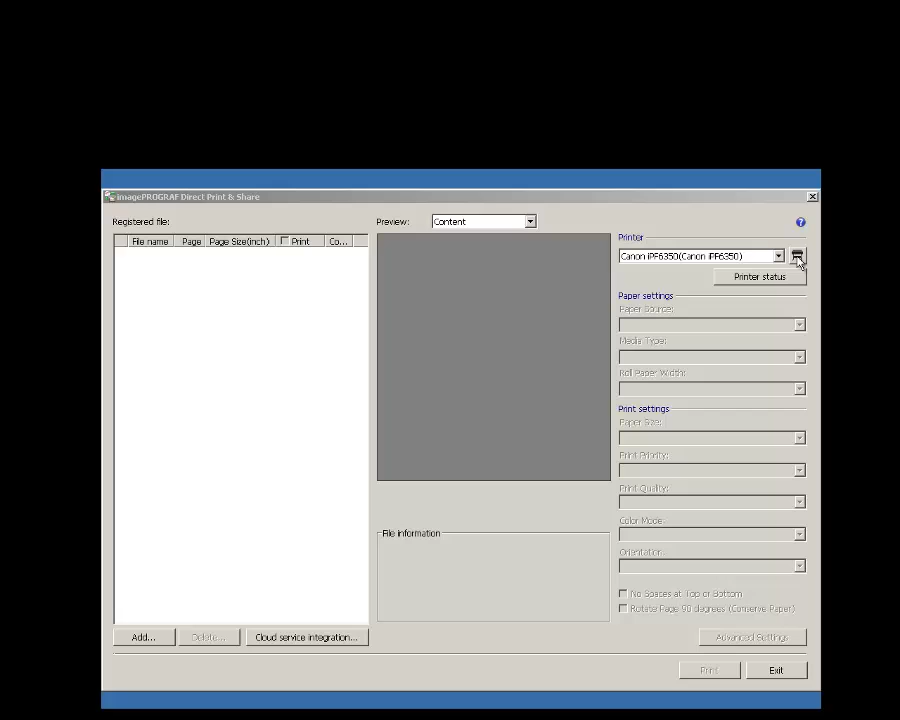 imagePROGRAF Direct Print & Share
Registered file:
Preview: Content
File name Page Page Size(inch) Print Co...
Printer
Canon iPF6350(Canon iPF6350)
Printer status
Paper settings
Paper Source:
Media Type:
Roll Paper Width:
Print settings
Paper Size:
Print Priority:
Print Quality:
Color Mode:
Orientation:
No Spaces at Top or Bottom
Rotate Page 90 degrees (Conserve Paper)
File information
Add... Delete... Cloud service integration... Advanced Settings
Print Exit